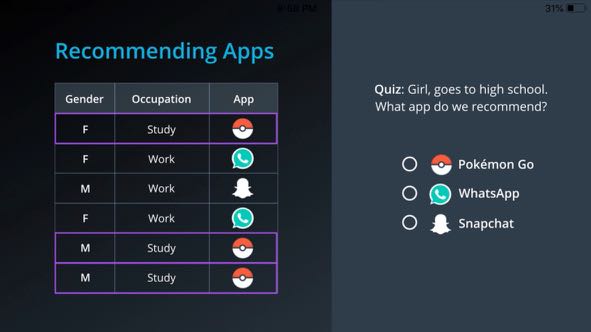 9:58 PM
31%
Recommending Apps
Gender Occupation App
F Study
F Work
M Work
F Work
M Study
M Study
Quiz: Girl, goes to high school.
What app do we recommend?
Pokémon Go
WhatsApp
Snapchat